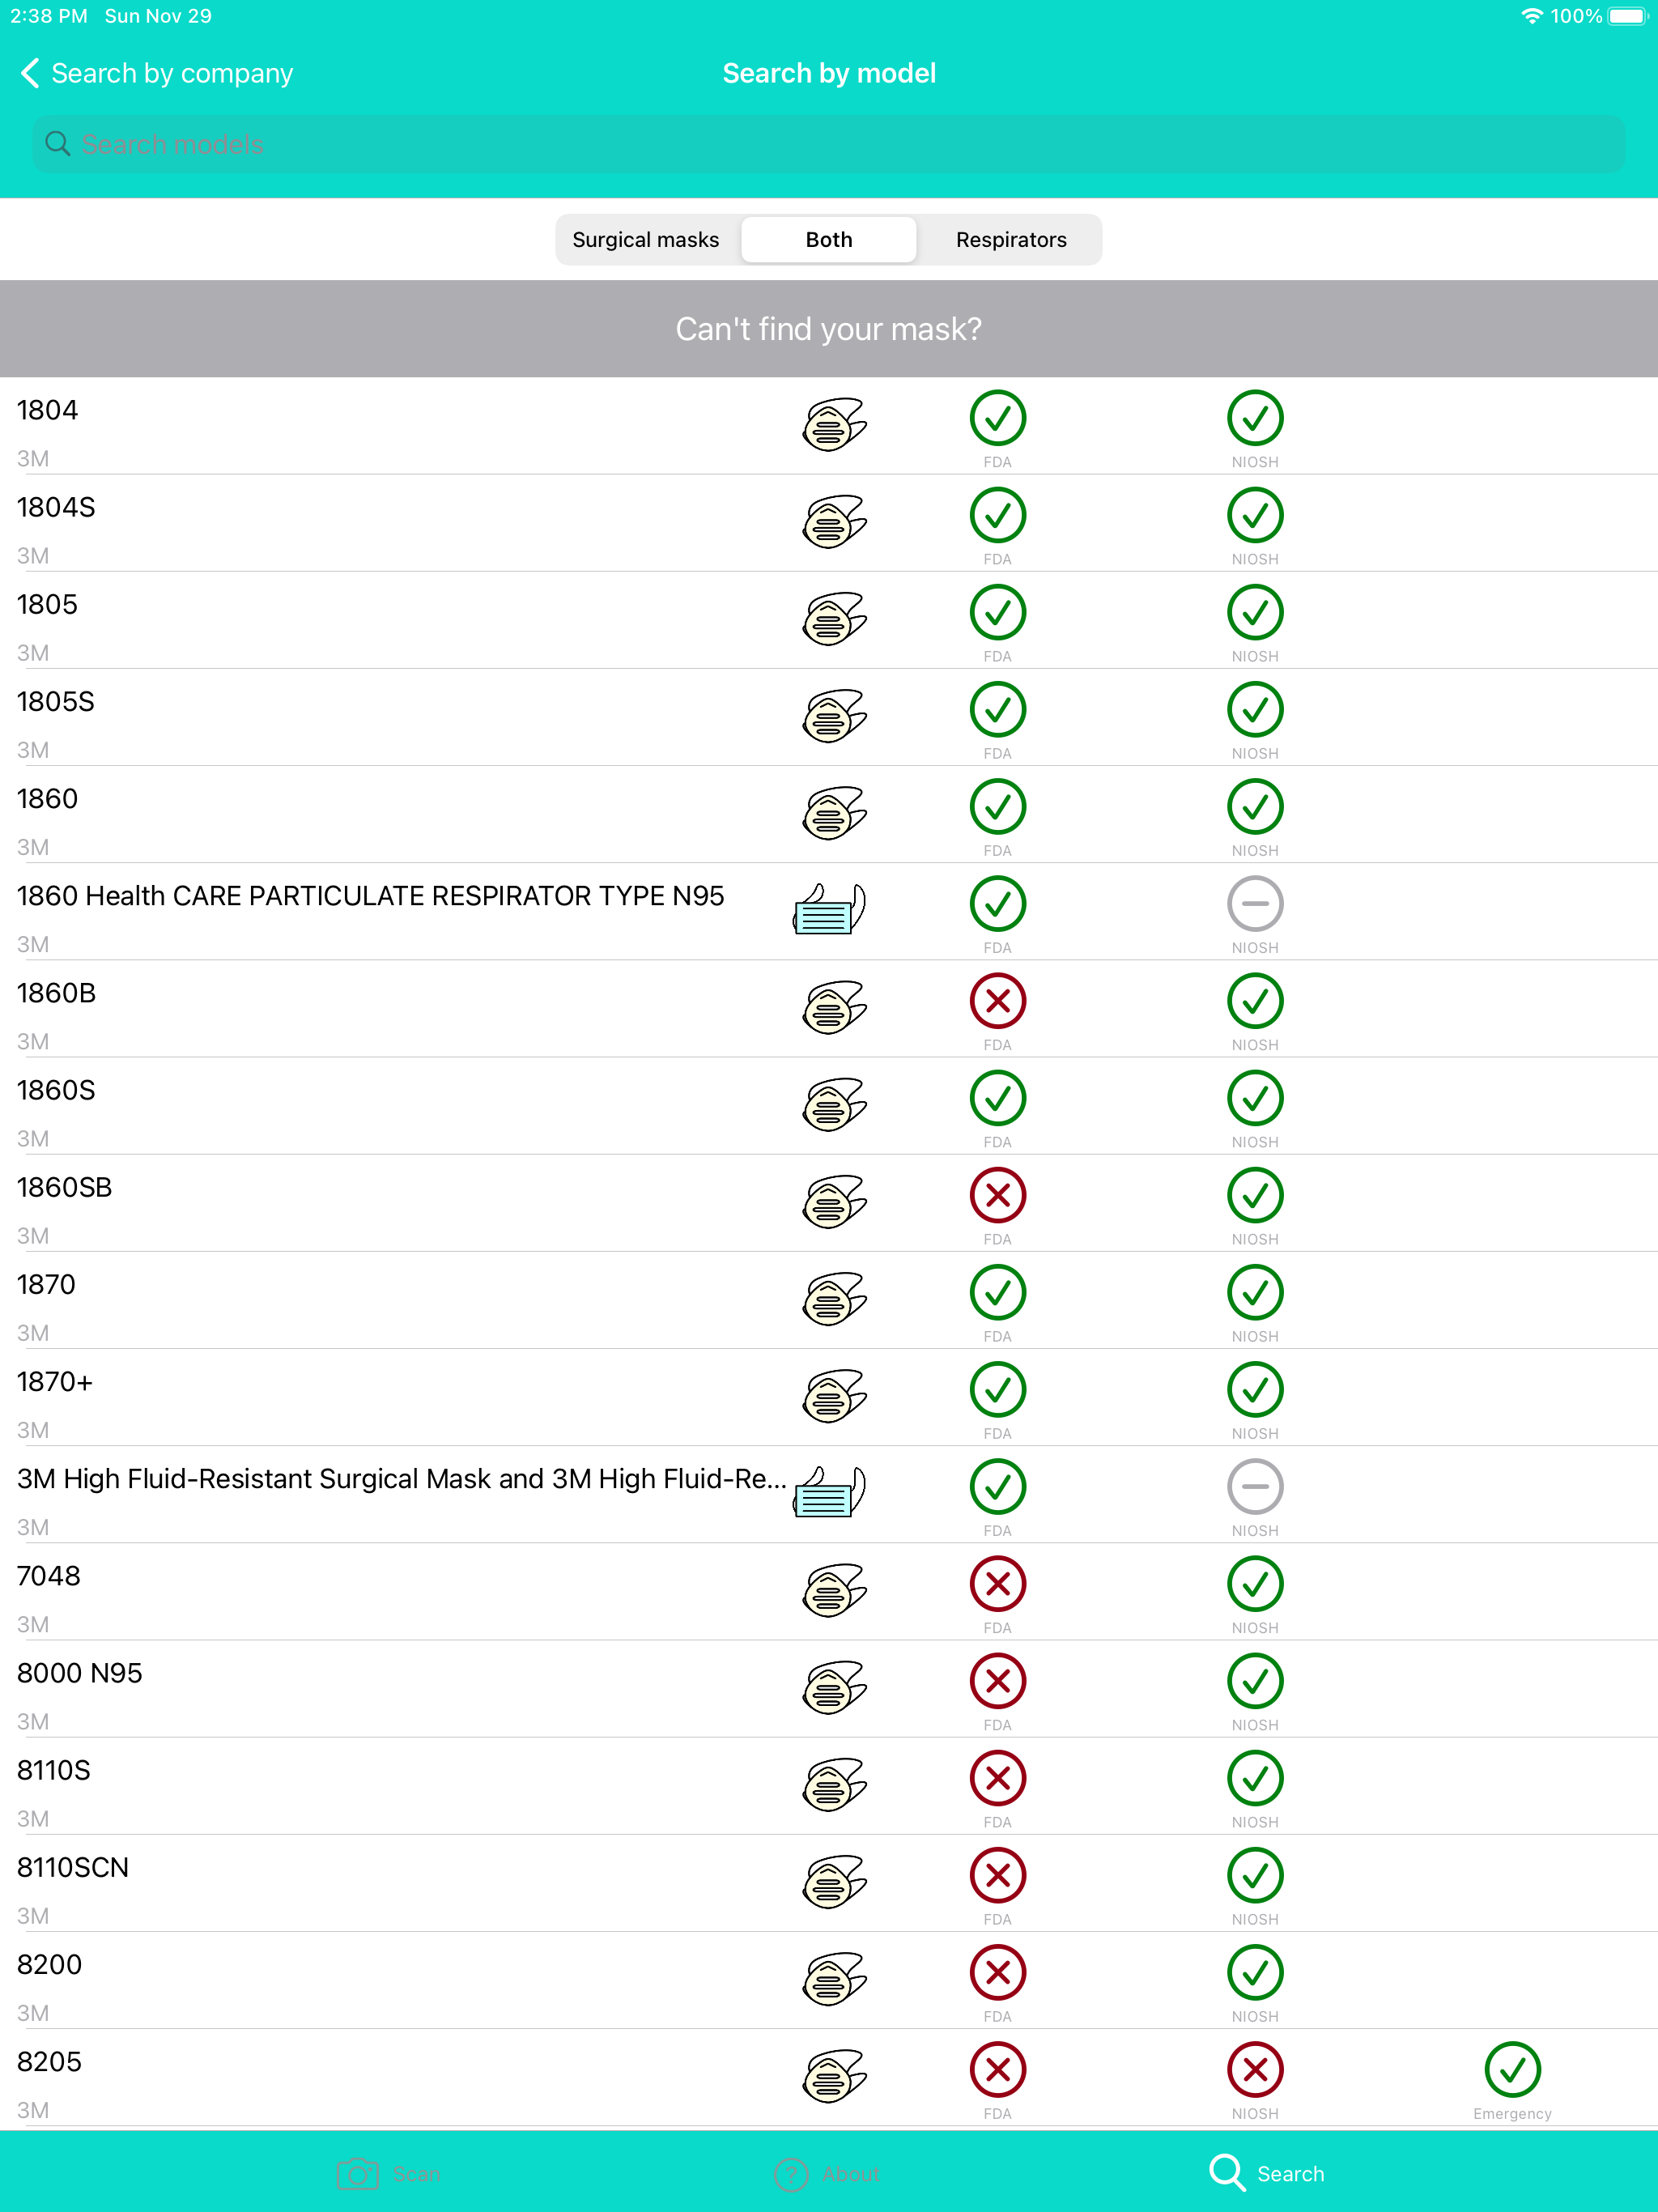 2:38 PM Sun Nov 29 100%
Search by company Search by model
Search models
Surgical masks Both Respirators
Can't find your mask?
1804
3M FDA NIOSH
1804S
3M FDA NIOSH
1805
3M FDA NIOSH
1805S
3M FDA NIOSH
1860
3M FDA NIOSH
1860 Health CARE PARTICULATE RESPIRATOR TYPE N95
3M FDA NIOSH
1860B
3M FDA NIOSH
1860S
3M FDA NIOSH
1860SB
3M FDA NIOSH
1870
3M FDA NIOSH
1870+
3M FDA NIOSH
3M High Fluid-Resistant Surgical Mask and 3M High Fluid-Re...
3M FDA NIOSH
7048
3M FDA NIOSH
8000 N95
3M FDA NIOSH
8110S
3M FDA NIOSH
8110SCN
3M FDA NIOSH
8200
3M FDA NIOSH
8205
3M FDA NIOSH Emergency
Scan ? About Search